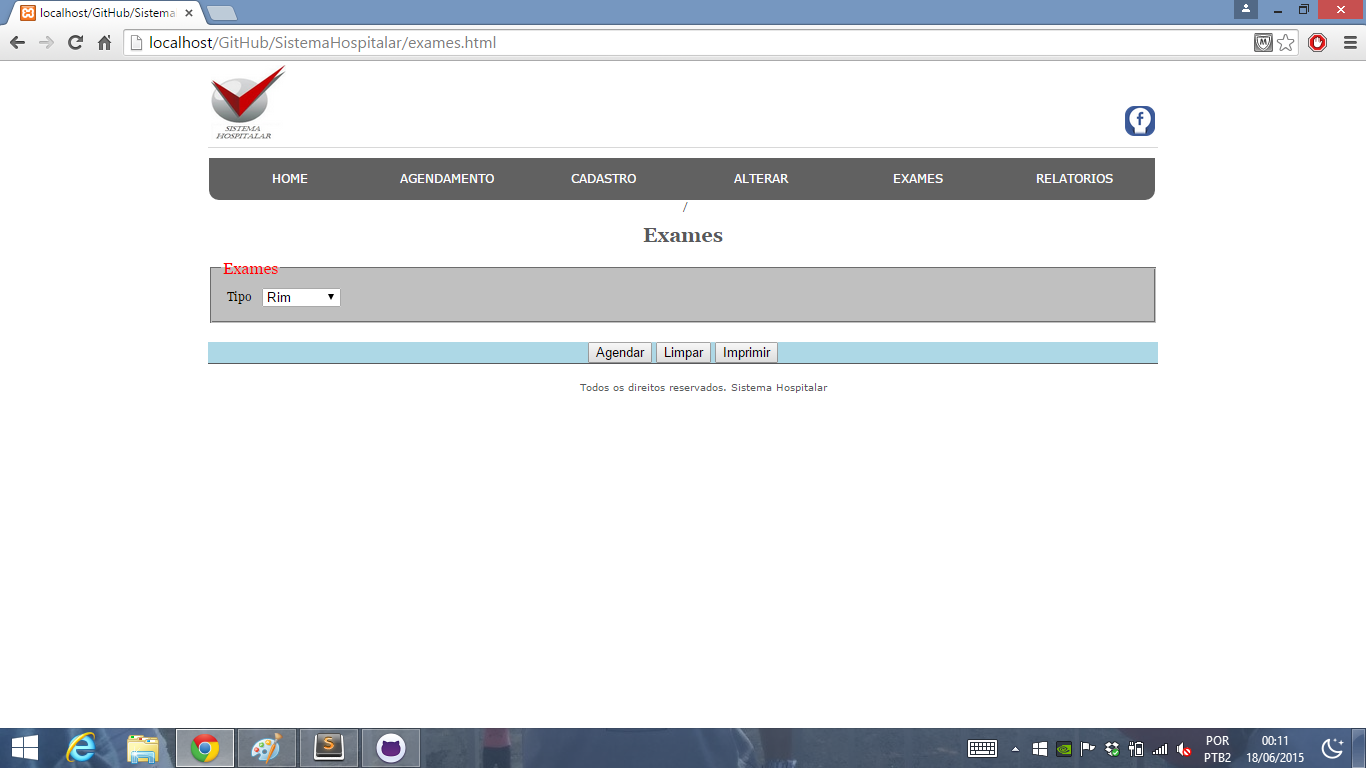 localhost/GitHub/Sistema
localhost/GitHub/SistemaHospitalar/exames.html
SISTEMA
HOSPITALAR
f
HOME AGENDAMENTO CADASTRO ALTERAR EXAMES RELATORIOS
/
Exames
Exames
Tipo Rim
Agendar Limpar Imprimir
Todos os direitos reservados. Sistema Hospitalar
POR 00:11
PTB2 18/06/2015